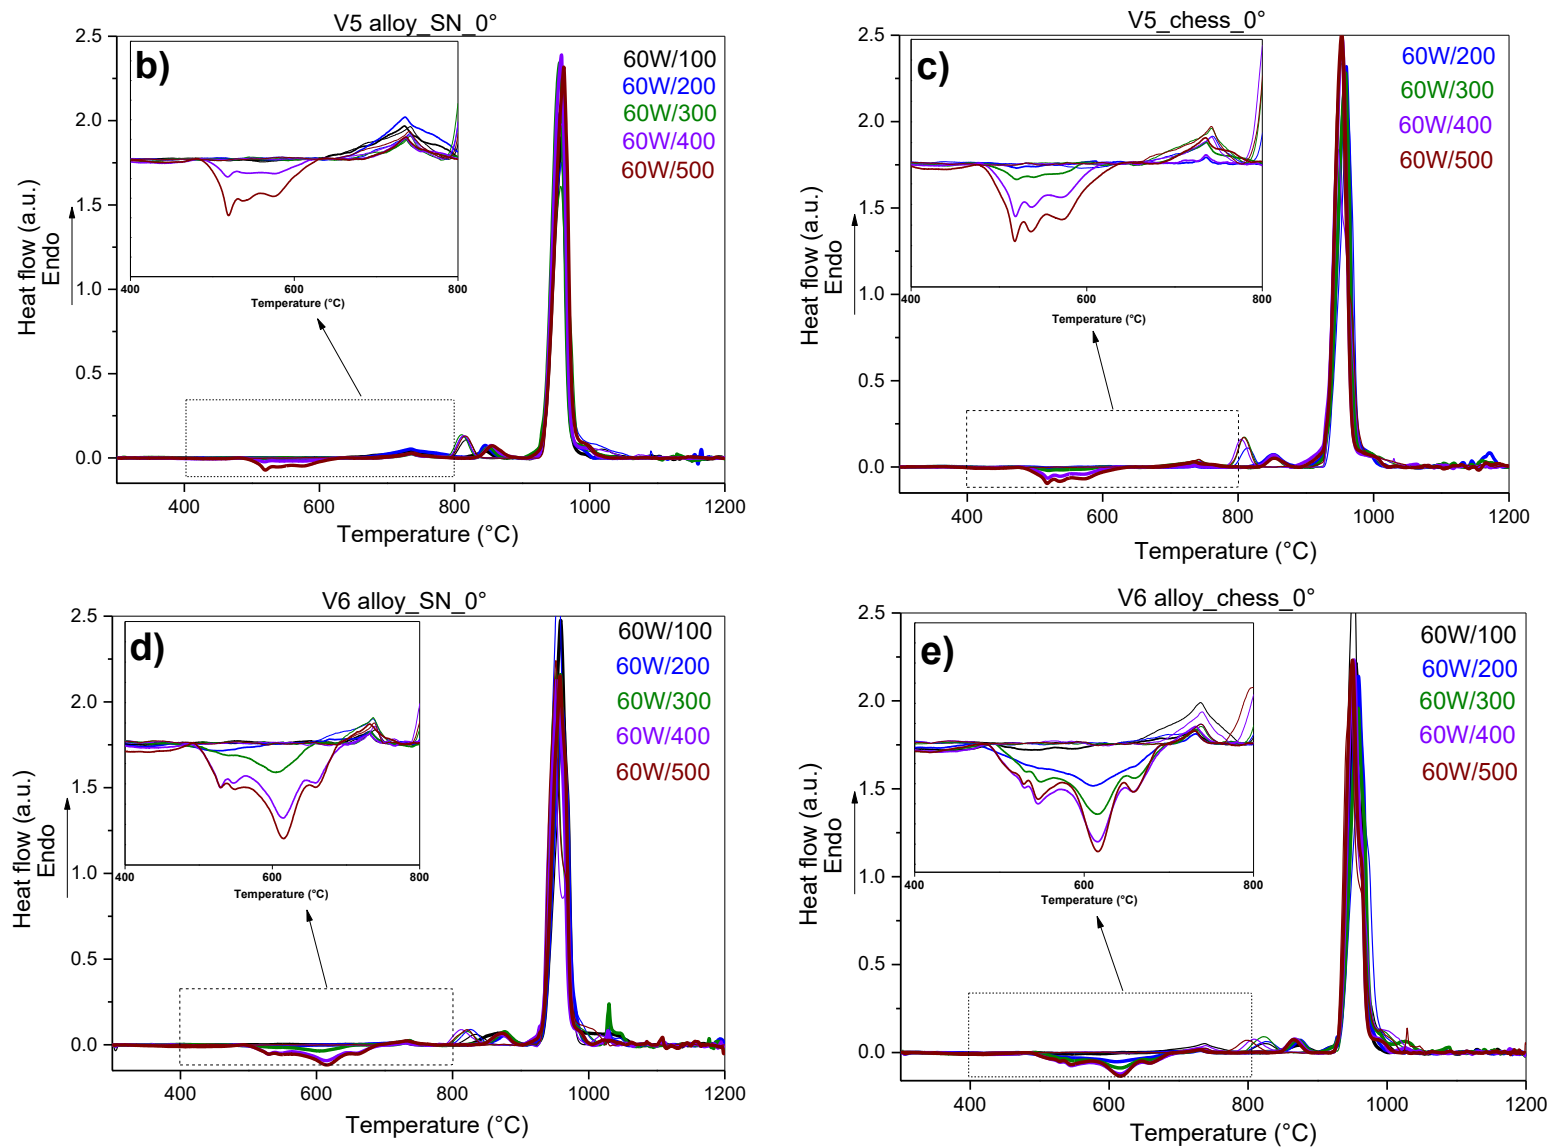 V5 alloy_SN_0°
b)
60W/100
60W/200
60W/300
60W/400
60W/500
2.5
2.0
1.5
1.0
0.5
0.0
Heat flow (a.u.)
Endo
400
600
800
Temperature (°C)
400
600
800
1000
1200
Temperature (°C)
V5_chess_0°
c)
60W/200
60W/300
60W/400
60W/500
2.5
2.0
1.5
1.0
0.5
0.0
Heat flow (a.u.)
Endo
400
600
800
Temperature (°C)
400
600
800
1000
1200
Temperature (°C)
V6 alloy_SN_0°
d)
60W/100
60W/200
60W/300
60W/400
60W/500
2.5
2.0
1.5
1.0
0.5
0.0
Heat flow (a.u.)
Endo
400
600
800
Temperature (°C)
400
600
800
1000
1200
Temperature (°C)
V6 alloy_chess_0°
e)
60W/100
60W/200
60W/300
60W/400
60W/500
2.5
2.0
1.5
1.0
0.5
0.0
Heat flow (a.u.)
Endo
400
600
800
Temperature (°C)
400
600
800
1000
1200
Temperature (°C)